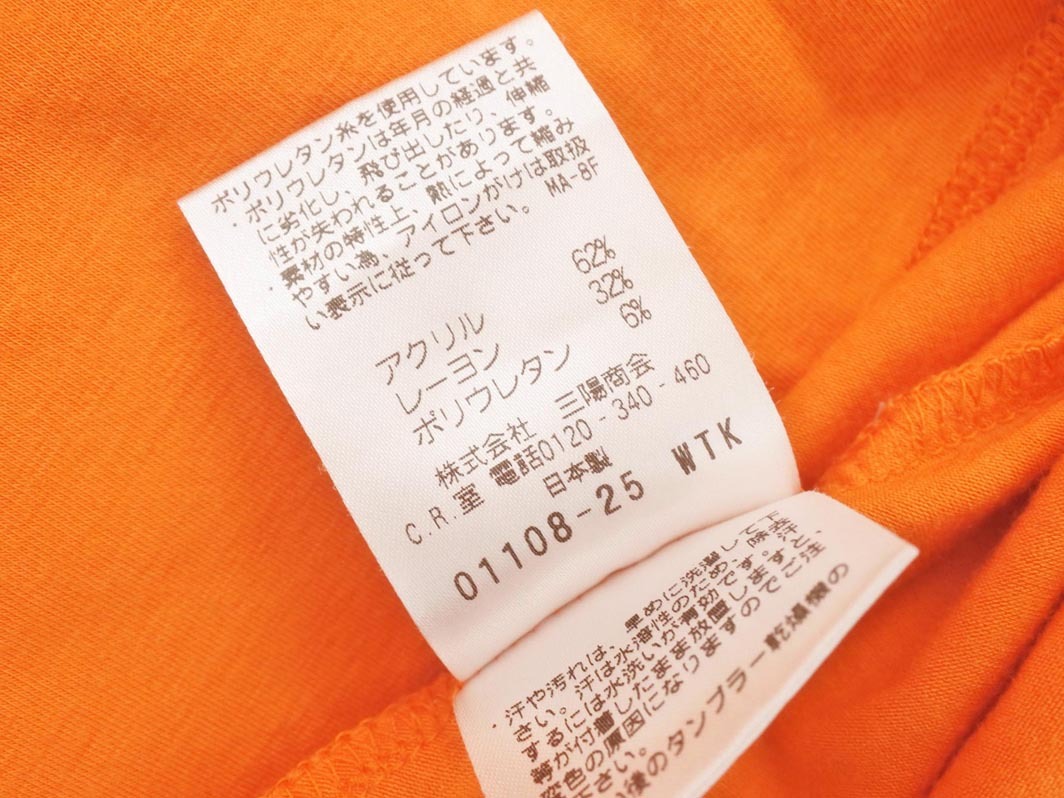 ポリウレタン糸を使用しています。
・ポリウレタンは年月の経過と共
に劣化し、飛び出したり、伸縮
性が失われることがあります。
・素材の特性上、熱によって縮み
やすい為、アイロンがけは取扱
い表示に従って下さい。 MA-8F
アクリル 62%
レーヨン 32%
ポリウレタン 6%
株式会社 三陽商会
C.R.室 電話0120-340-460
日本製
01108-25 WTK
・汗や汚れは、早めに洗濯して下
さい。汗は水溶性のため、除去
するには水洗いが有効です。汗と、
等が付着したまま放置しますと、
変色の原因になりますのでご注
下さい。
い後のタンブラー乾燥機の